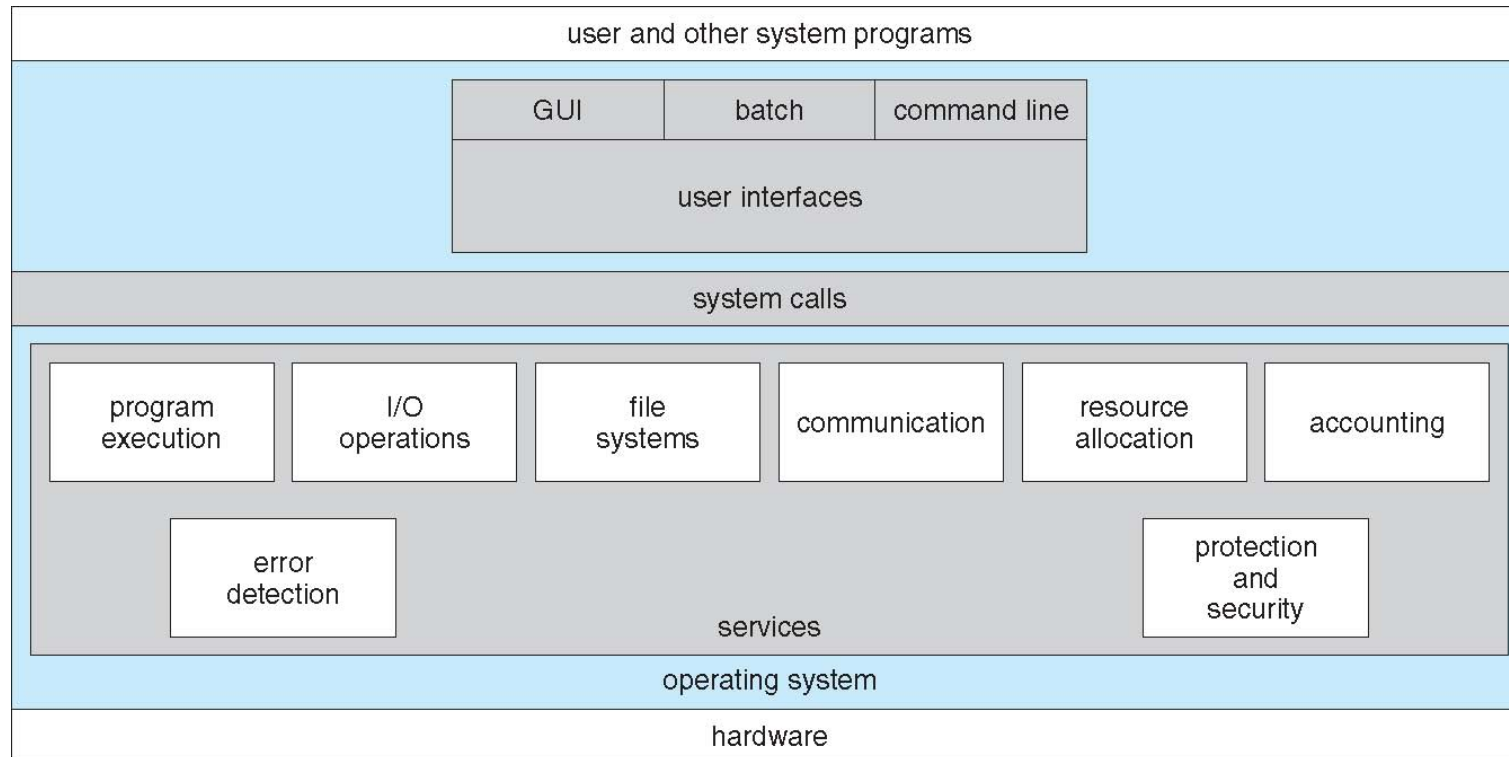 user and other system programs
GUI
batch
command line
user interfaces
system calls
program
execution
I/O
operations
file
systems
communication
resource
allocation
accounting
error
detection
protection
and
security
services
operating system
hardware